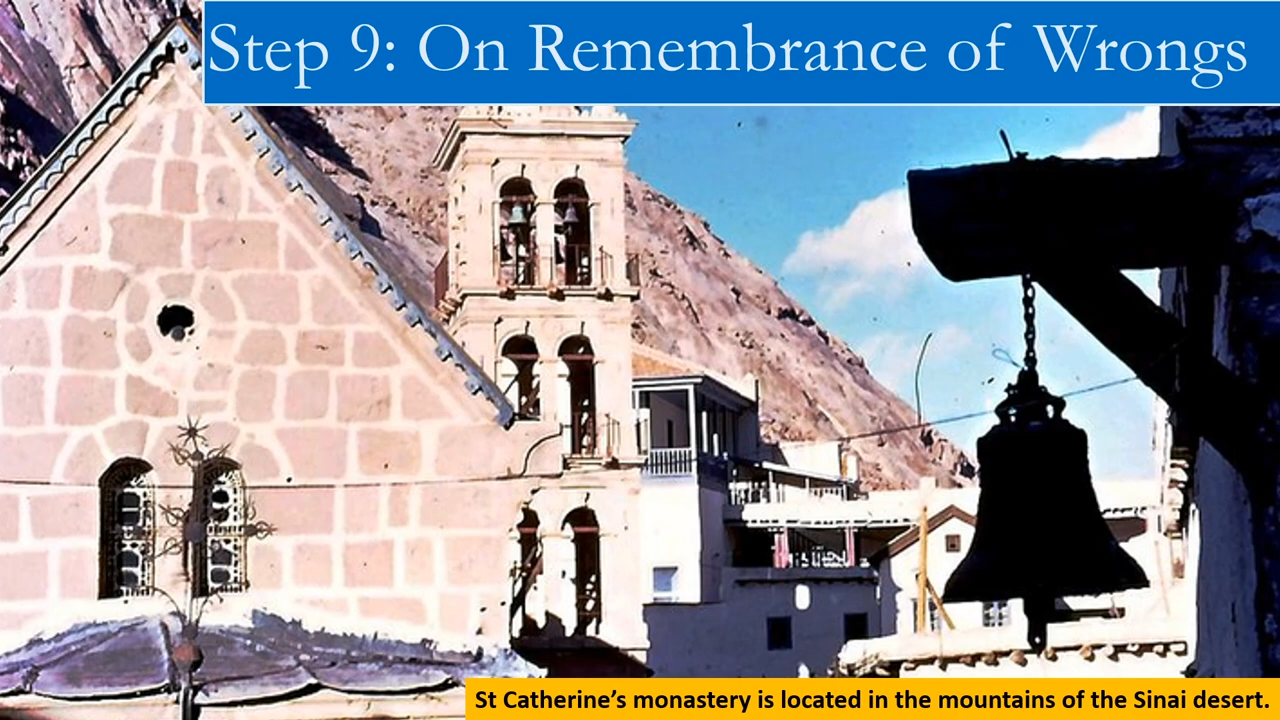 Step 9: On Remembrance of Wrongs
St Catherine’s monastery is located in the mountains of the Sinai desert.